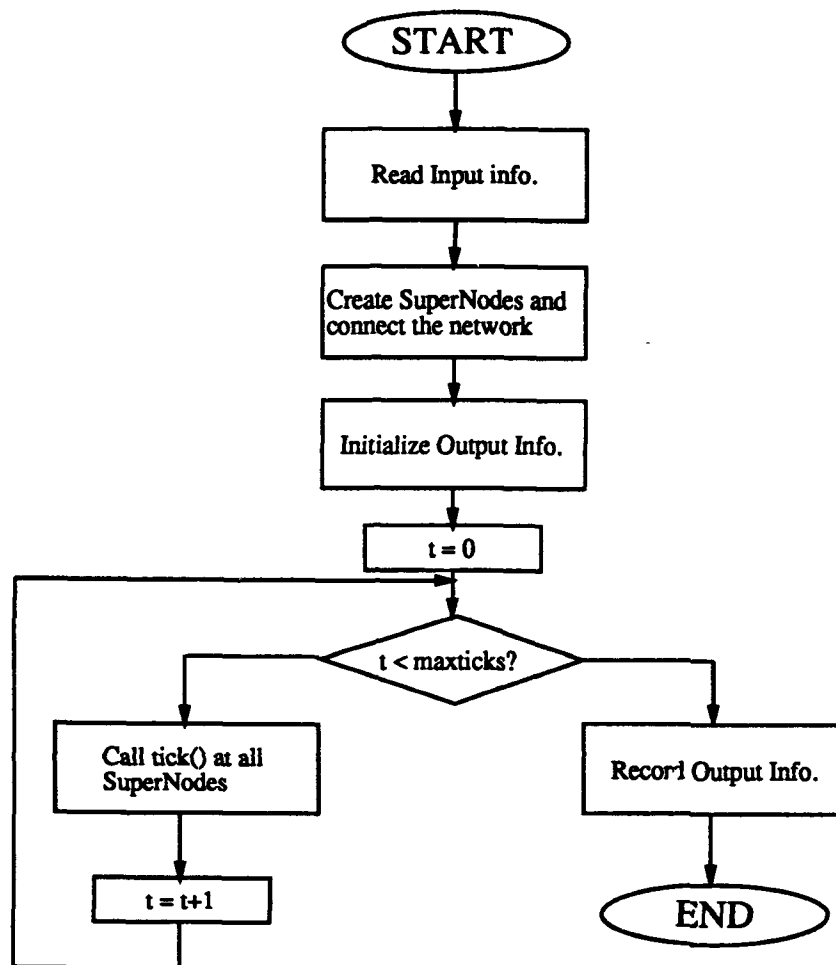 START
Read Input info.
Create SuperNodes and
connect the network
Initialize Output Info.
t = 0
t < maxticks?
Call tick() at all
SuperNodes
Record Output Info.
t = t+1
END